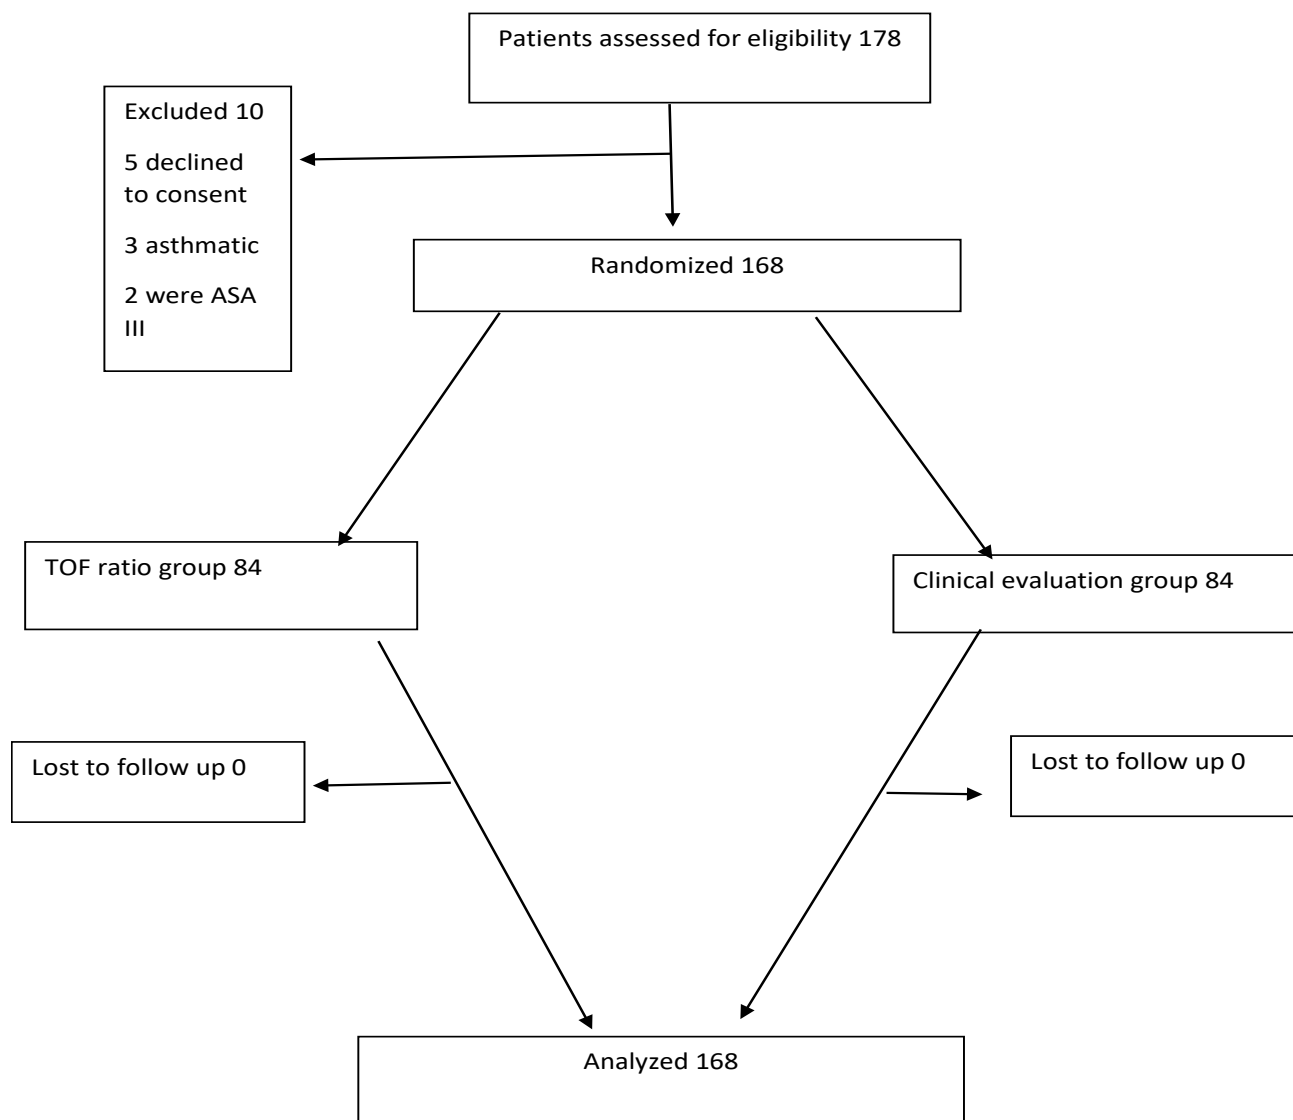 Patients assessed for eligibility 178
Excluded 10
5 declined
to consent
3 asthmatic
2 were ASA
III
Randomized 168
TOF ratio group 84
Clinical evaluation group 84
Lost to follow up 0
Lost to follow up 0
Analyzed 168